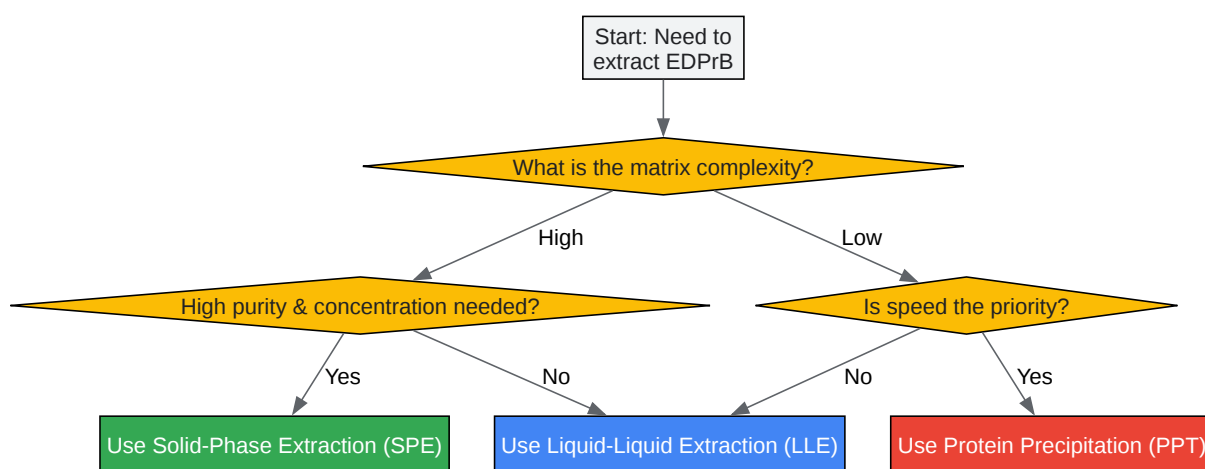 Start: Need to
extract EDPrB
What is the matrix complexity?
High
Low
High purity & concentration needed?
Is speed the priority?
Yes
No
No
Yes
Use Solid-Phase Extraction (SPE)
Use Liquid-Liquid Extraction (LLE)
Use Protein Precipitation (PPT)